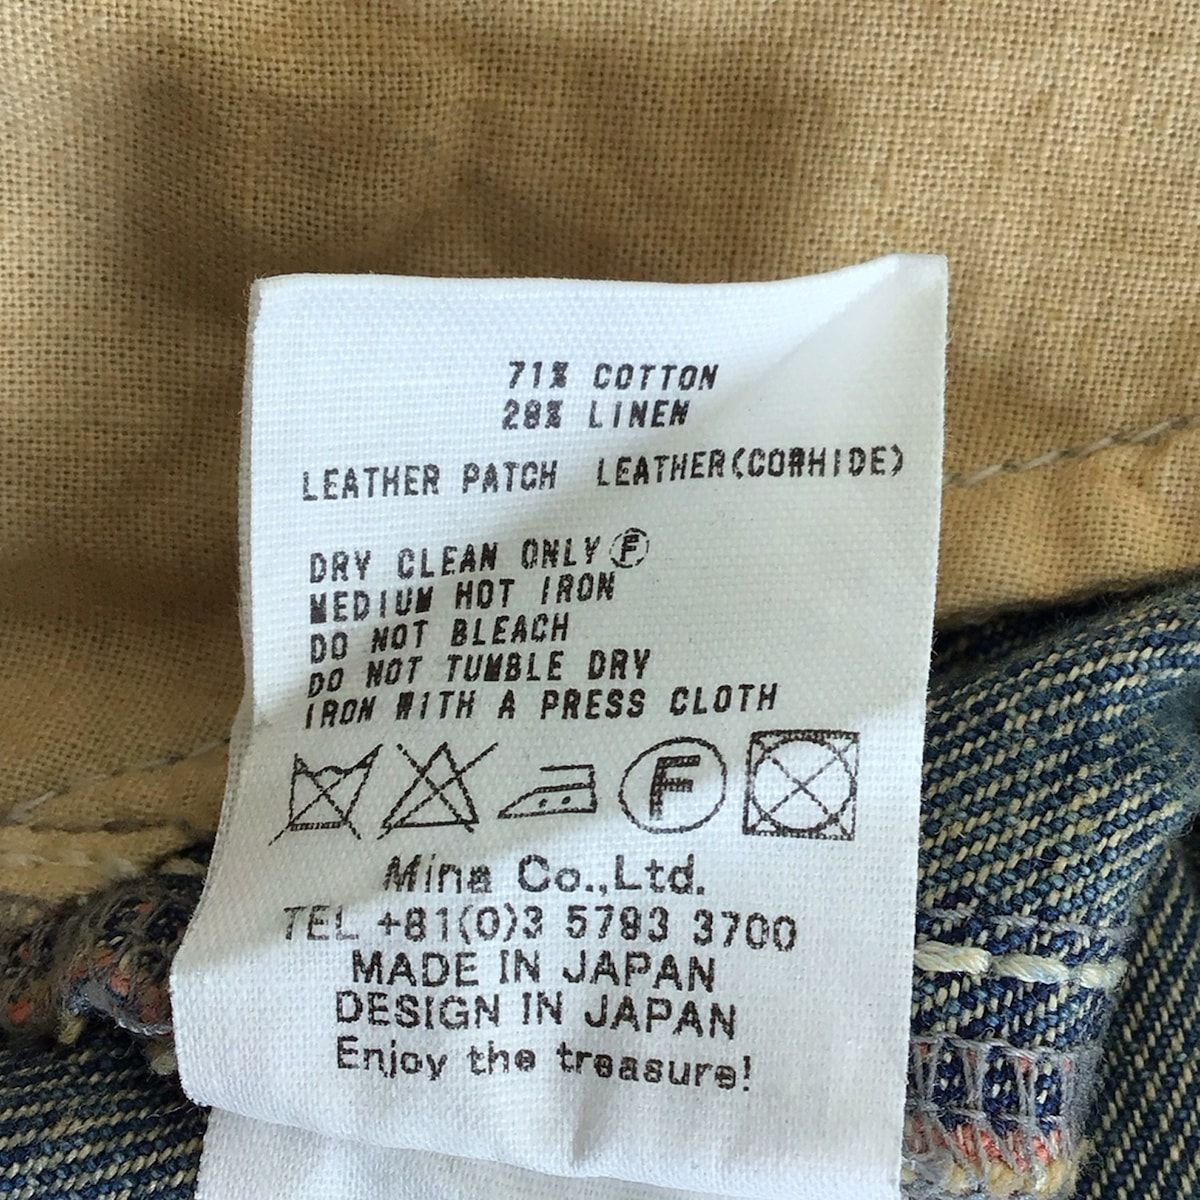 71% COTTON
28% LINEN
LEATHER PATCH LEATHER(COWHIDE)
DRY CLEAN ONLY Ⓕ
MEDIUM HOT IRON
DO NOT BLEACH
DO NOT TUMBLE DRY
IRON WITH A PRESS CLOTH
F
Mina Co.,Ltd.
TEL +81(0)3 5793 3700
MADE IN JAPAN
DESIGN IN JAPAN
Enjoy the treasure!